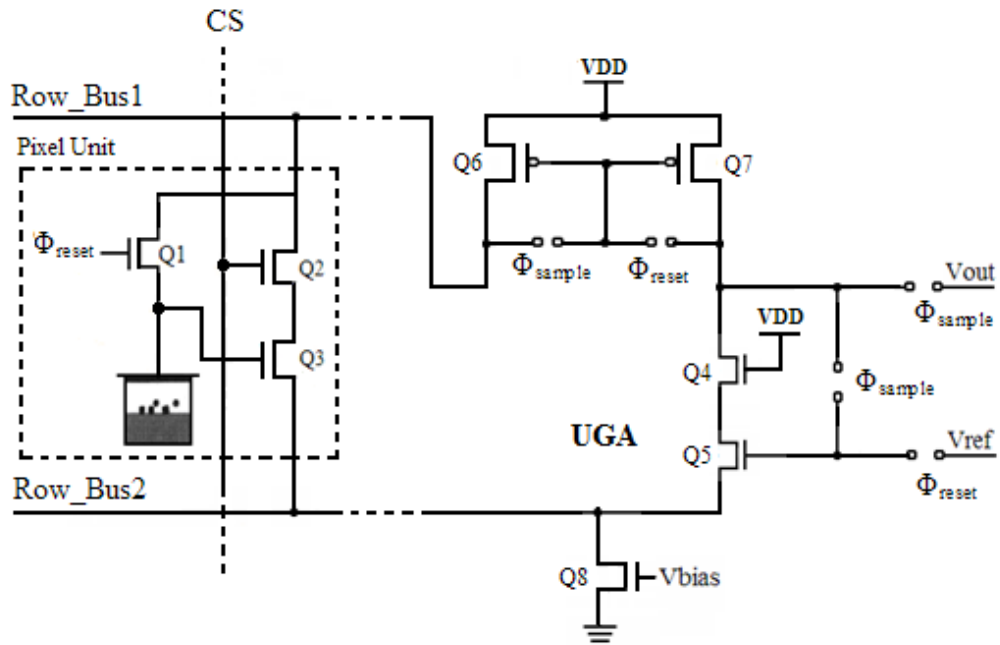 CS
Row_Bus1
VDD
Pixel Unit
Q6
Q7
Φreset
Q1
Q2
Φsample
Φreset
Vout
VDD
Φsample
Q3
Q4
Φsample
UGA
Q5
Vref
Row_Bus2
Φreset
Q8
Vbias